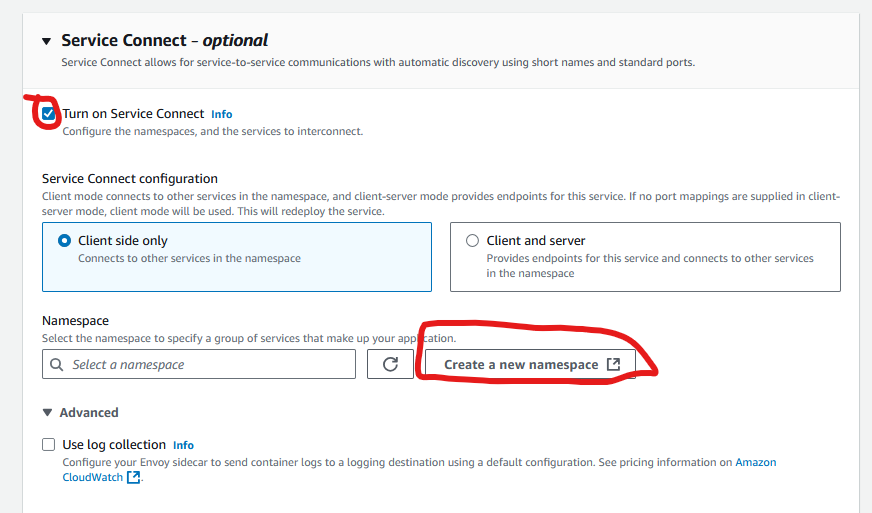 Service Connect - optional
Service Connect allows for service-to-service communications with automatic discovery using short names and standard ports.
Turn on Service Connect Info
Configure the namespaces, and the services to interconnect.
Service Connect configuration
Client mode connects to other services in the namespace, and client-server mode provides endpoints for this service. If no port mappings are supplied in client-
server mode, client mode will be used. This will redeploy the service.
Client side only
Connects to other services in the namespace
Client and server
Provides endpoints for this service and connects to other services
in the namespace
Namespace
Select the namespace to specify a group of services that make up your application.
Select a namespace
Create a new namespace
Advanced
Use log collection Info
Configure your Envoy sidecar to send container logs to a logging destination using a default configuration. See pricing information on Amazon
CloudWatch.